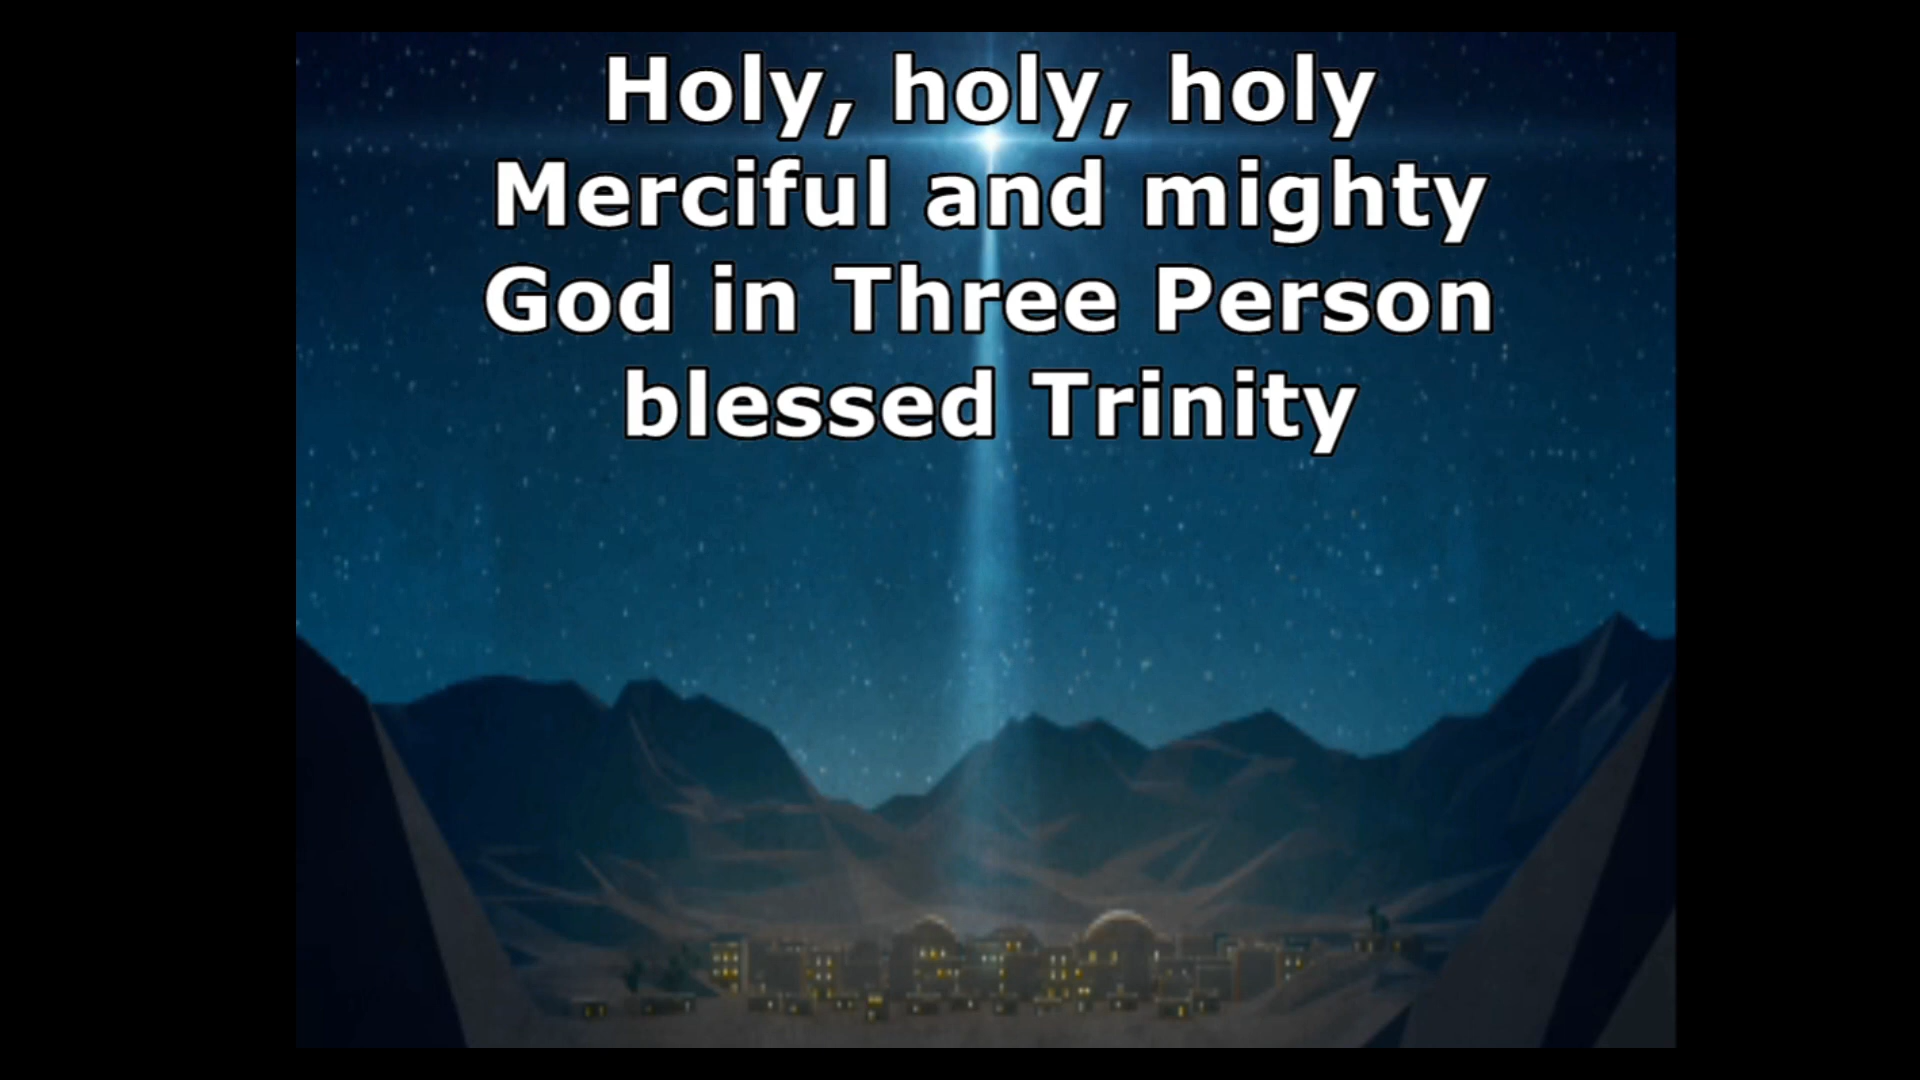 Holy, holy, holy
Merciful and mighty
God in Three Person
blessed Trinity